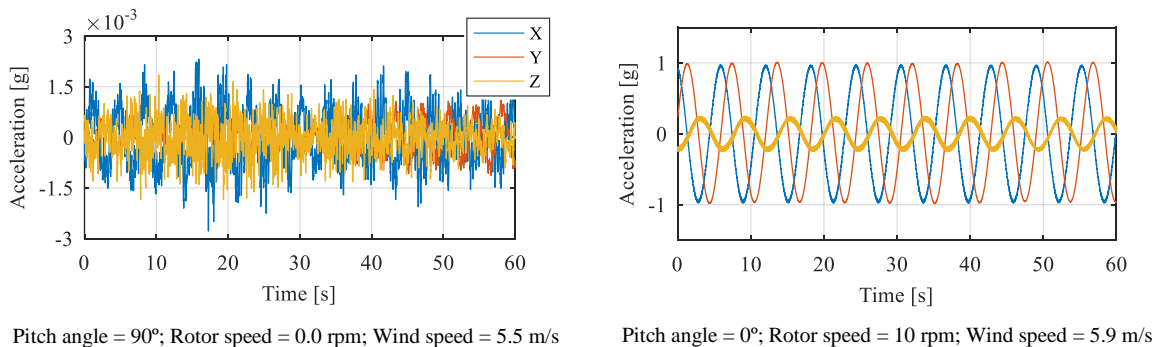 ×10⁻³
3
1.5
0
-1.5
-3
Acceleration [g]
0 10 20 30 40 50 60
Time [s]
X
Y
Z
Pitch angle = 90º; Rotor speed = 0.0 rpm; Wind speed = 5.5 m/s
1
0
-1
Acceleration [g]
0 10 20 30 40 50 60
Time [s]
Pitch angle = 0º; Rotor speed = 10 rpm; Wind speed = 5.9 m/s